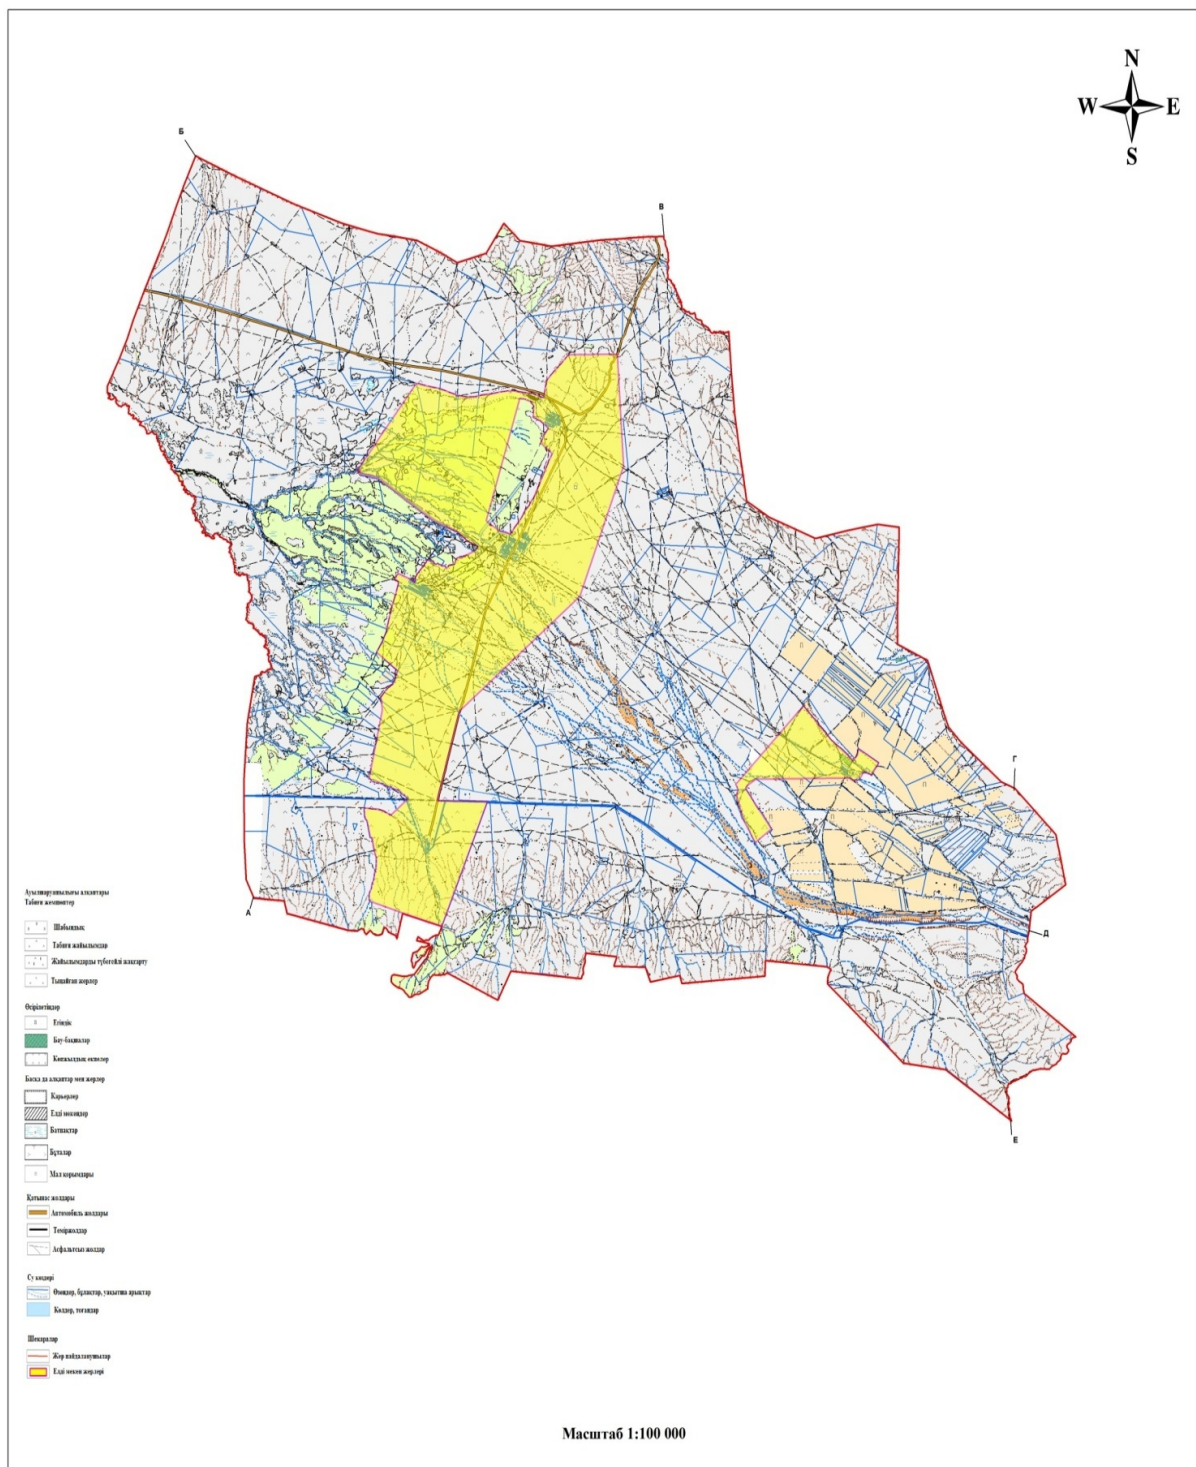 N
W E
S
Б
В
Г
А
Д
Е
Ауылшаруашылығы алқаптары
Табиғи жемшөптер
Шабындық
Табиғи жайылымдар
Жайылымдарды түбегейлі жақсарту
Тыңайған жерлер
Өсірілетіндер
Егіндік
Бау-бақшалар
Көпжылдық екпелер
Басқа да алқаптар мен жерлер
Карьерлер
Елді мекендер
Батпақтар
Бұталар
Мал қорымдары
Қатынас жолдары
Автомобиль жолдары
Теміржолдар
Асфальтсыз жолдар
Су көздері
Өзендер, бұлақтар, уақытша арықтар
Көлдер, тоғандар
Шекаралар
Жер пайдаланушылар
Елді мекен жерлері
Масштаб 1:100 000